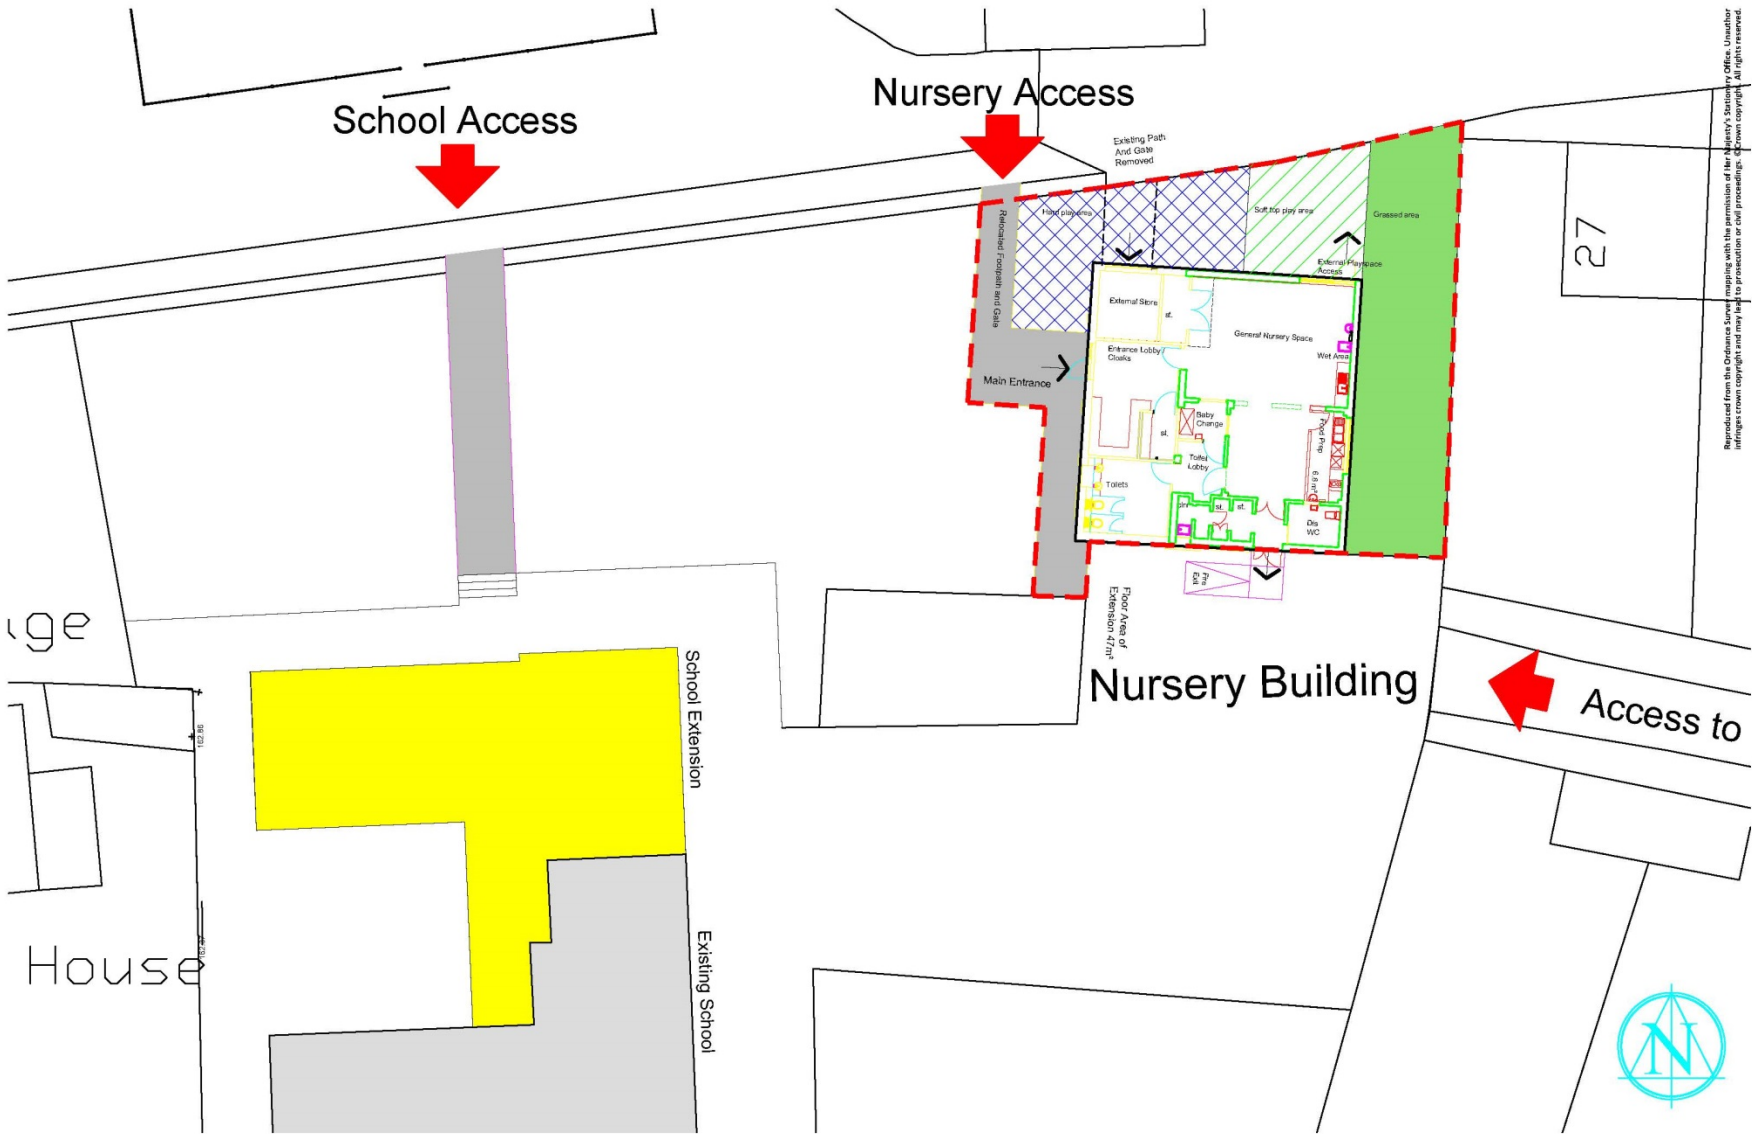 School Access
Nursery Access
Existing Path
And Gate
Removed
Reproduced from the Ordnance Survey mapping with the permission of Her Majesty's Stationery Office. Unauthor
infringes crown copyright and may lead to prosecution or civil proceedings. ©Crown copyright. All rights reserved.
Hard play area
Soft top play area
Grassed area
27
Relocated Footpath and Gate
External Playspace
Access
External Store
st.
General Nursery Space
Entrance Lobby
Cloaks
Wet Area
Main Entrance
Baby
Change
st.
Food Prep
6.8 m²
Toilet
Lobby
Toilets
st.
st.
Dis
WC
Fire
Exit
Floor Area of
Extension 47m²
Nursery Building
Access to
ge
School Extension
House
Existing School
N